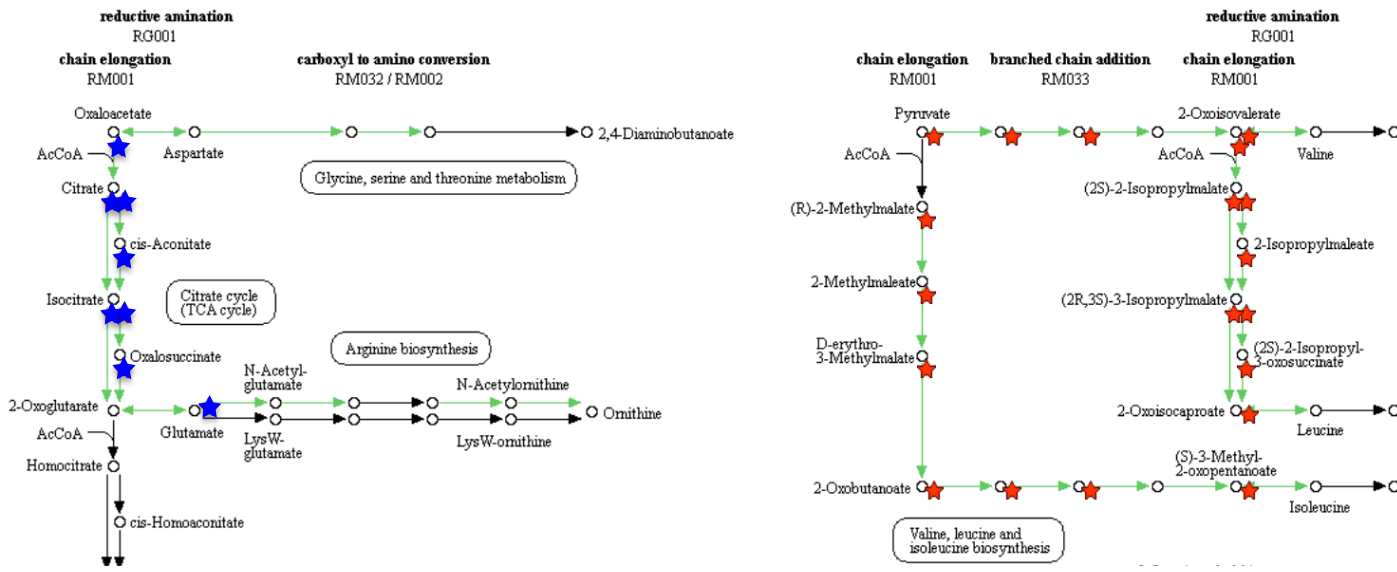 reductive amination
RG001
chain elongation
RM001
carboxyl to amino conversion
RM032 / RM002
Oxaloacetate
2,4-Diaminobutanoate
AcCoA
Aspartate
Glycine, serine and threonine metabolism
Citrate
cis-Aconitate
Isocitrate
Citrate cycle
(TCA cycle)
Oxalosuccinate
Arginine biosynthesis
N-Acetyl-
glutamate
N-Acetylornithine
2-Oxoglutarate
Ornithine
AcCoA
Glutamate
LysW-
glutamate
LysW-ornithine
Homocitrate
cis-Homoaconitate
reductive amination
RG001
chain elongation
RM001
branched chain addition
RM033
chain elongation
RM001
Pyruvate
2-Oxoisovalerate
AcCoA
AcCoA
Valine
(2S)-2-Isopropylmalate
(R)-2-Methylmalate
2-Isopropylmaleate
2-Methylmaleate
(2R,3S)-3-Isopropylmalate
D-erythro-
3-Methylmalate
(2S)-2-Isopropyl-
3-oxosuccinate
2-Oxoisocaproate
Leucine
(S)-3-Methyl-
2-oxopentanoate
2-Oxobutanoate
Isoleucine
Valine, leucine and
isoleucine biosynthesis